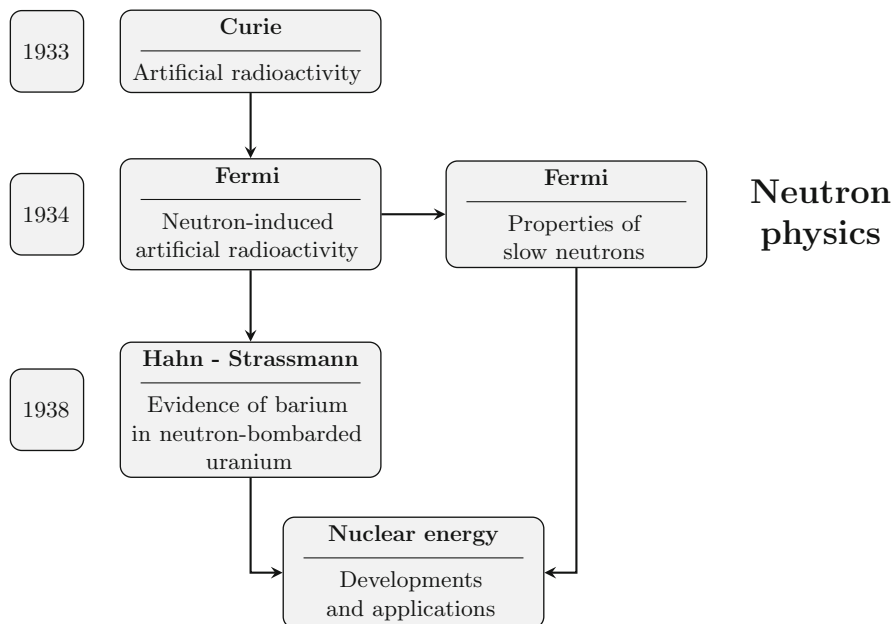 1933
Curie
Artificial radioactivity
1934
Fermi
Neutron-induced
artificial radioactivity
Fermi
Properties of
slow neutrons
Neutron
physics
1938
Hahn - Strassmann
Evidence of barium
in neutron-bombarded
uranium
Nuclear energy
Developments
and applications